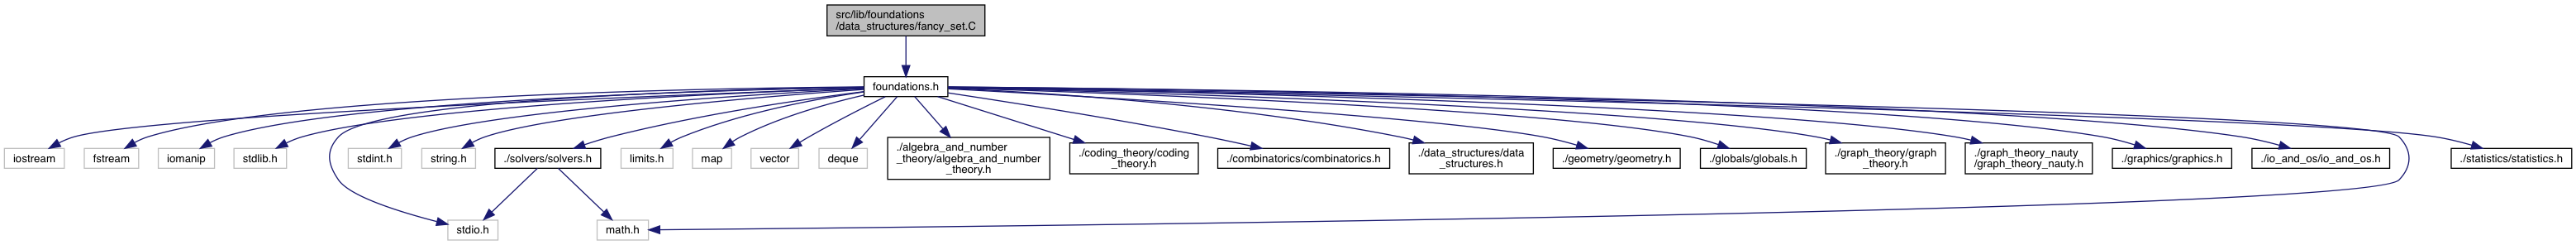 src/lib/foundations
/data_structures/fancy_set.C
foundations.h
iostream
fstream
iomanip
stdlib.h
stdint.h
string.h
./solvers/solvers.h
limits.h
map
vector
deque
./algebra_and_number
_theory/algebra_and_number
_theory.h
./coding_theory/coding
_theory.h
./combinatorics/combinatorics.h
./data_structures/data
_structures.h
./geometry/geometry.h
./globals/globals.h
./graph_theory/graph
_theory.h
./graph_theory_nauty
/graph_theory_nauty.h
./graphics/graphics.h
./io_and_os/io_and_os.h
./statistics/statistics.h
stdio.h
math.h